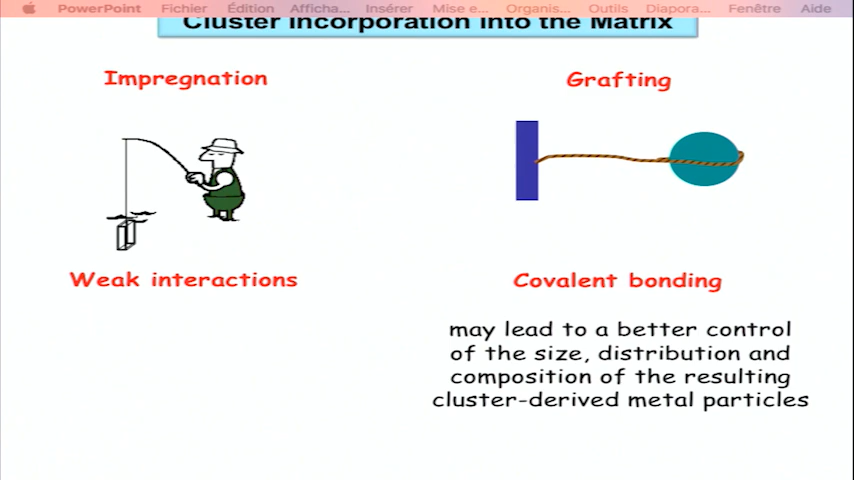 PowerPoint Fichier Édition Afficha... Insérer Mise e... Organis... Outils Diapora... Fenêtre Aide
Cluster Incorporation into the Matrix
Impregnation
Grafting
Weak interactions
Covalent bonding
may lead to a better control
of the size, distribution and
composition of the resulting
cluster-derived metal particles